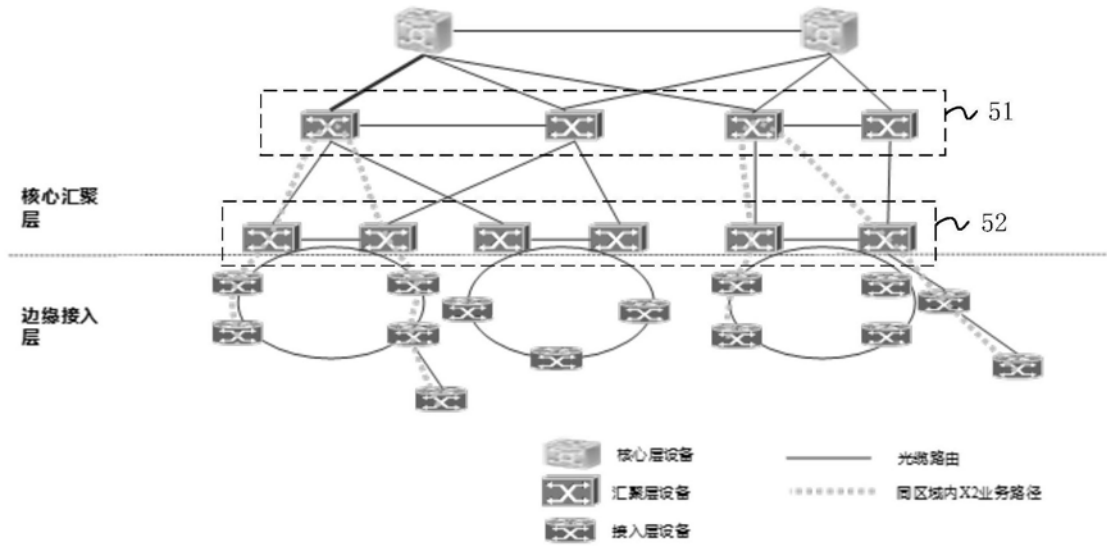 51
核心汇聚
层
52
边缘接入
层
核心层设备
光缆路由
汇聚层设备
同区域内X2业务路径
接入层设备